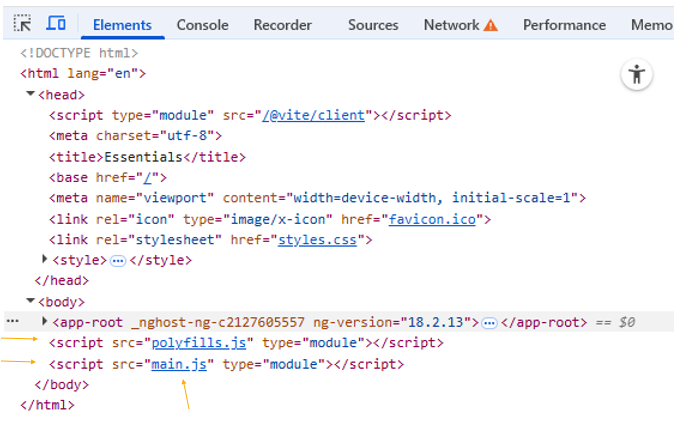 Elements Console Recorder Sources Network Performance Memo
<!DOCTYPE html>
<html lang="en">
<head>
<script type="module" src="/@vite/client"></script>
<meta charset="utf-8">
<title>Essentials</title>
<base href="/">
<meta name="viewport" content="width=device-width, initial-scale=1">
<link rel="icon" type="image/x-icon" href="favicon.ico">
<link rel="stylesheet" href="styles.css">
<style>…</style>
</head>
<body>
… <app-root _nghost-ng-c2127605557 ng-version="18.2.13">…</app-root> == $0
<script src="polyfills.js" type="module"></script>
<script src="main.js" type="module"></script>
</body>
</html>